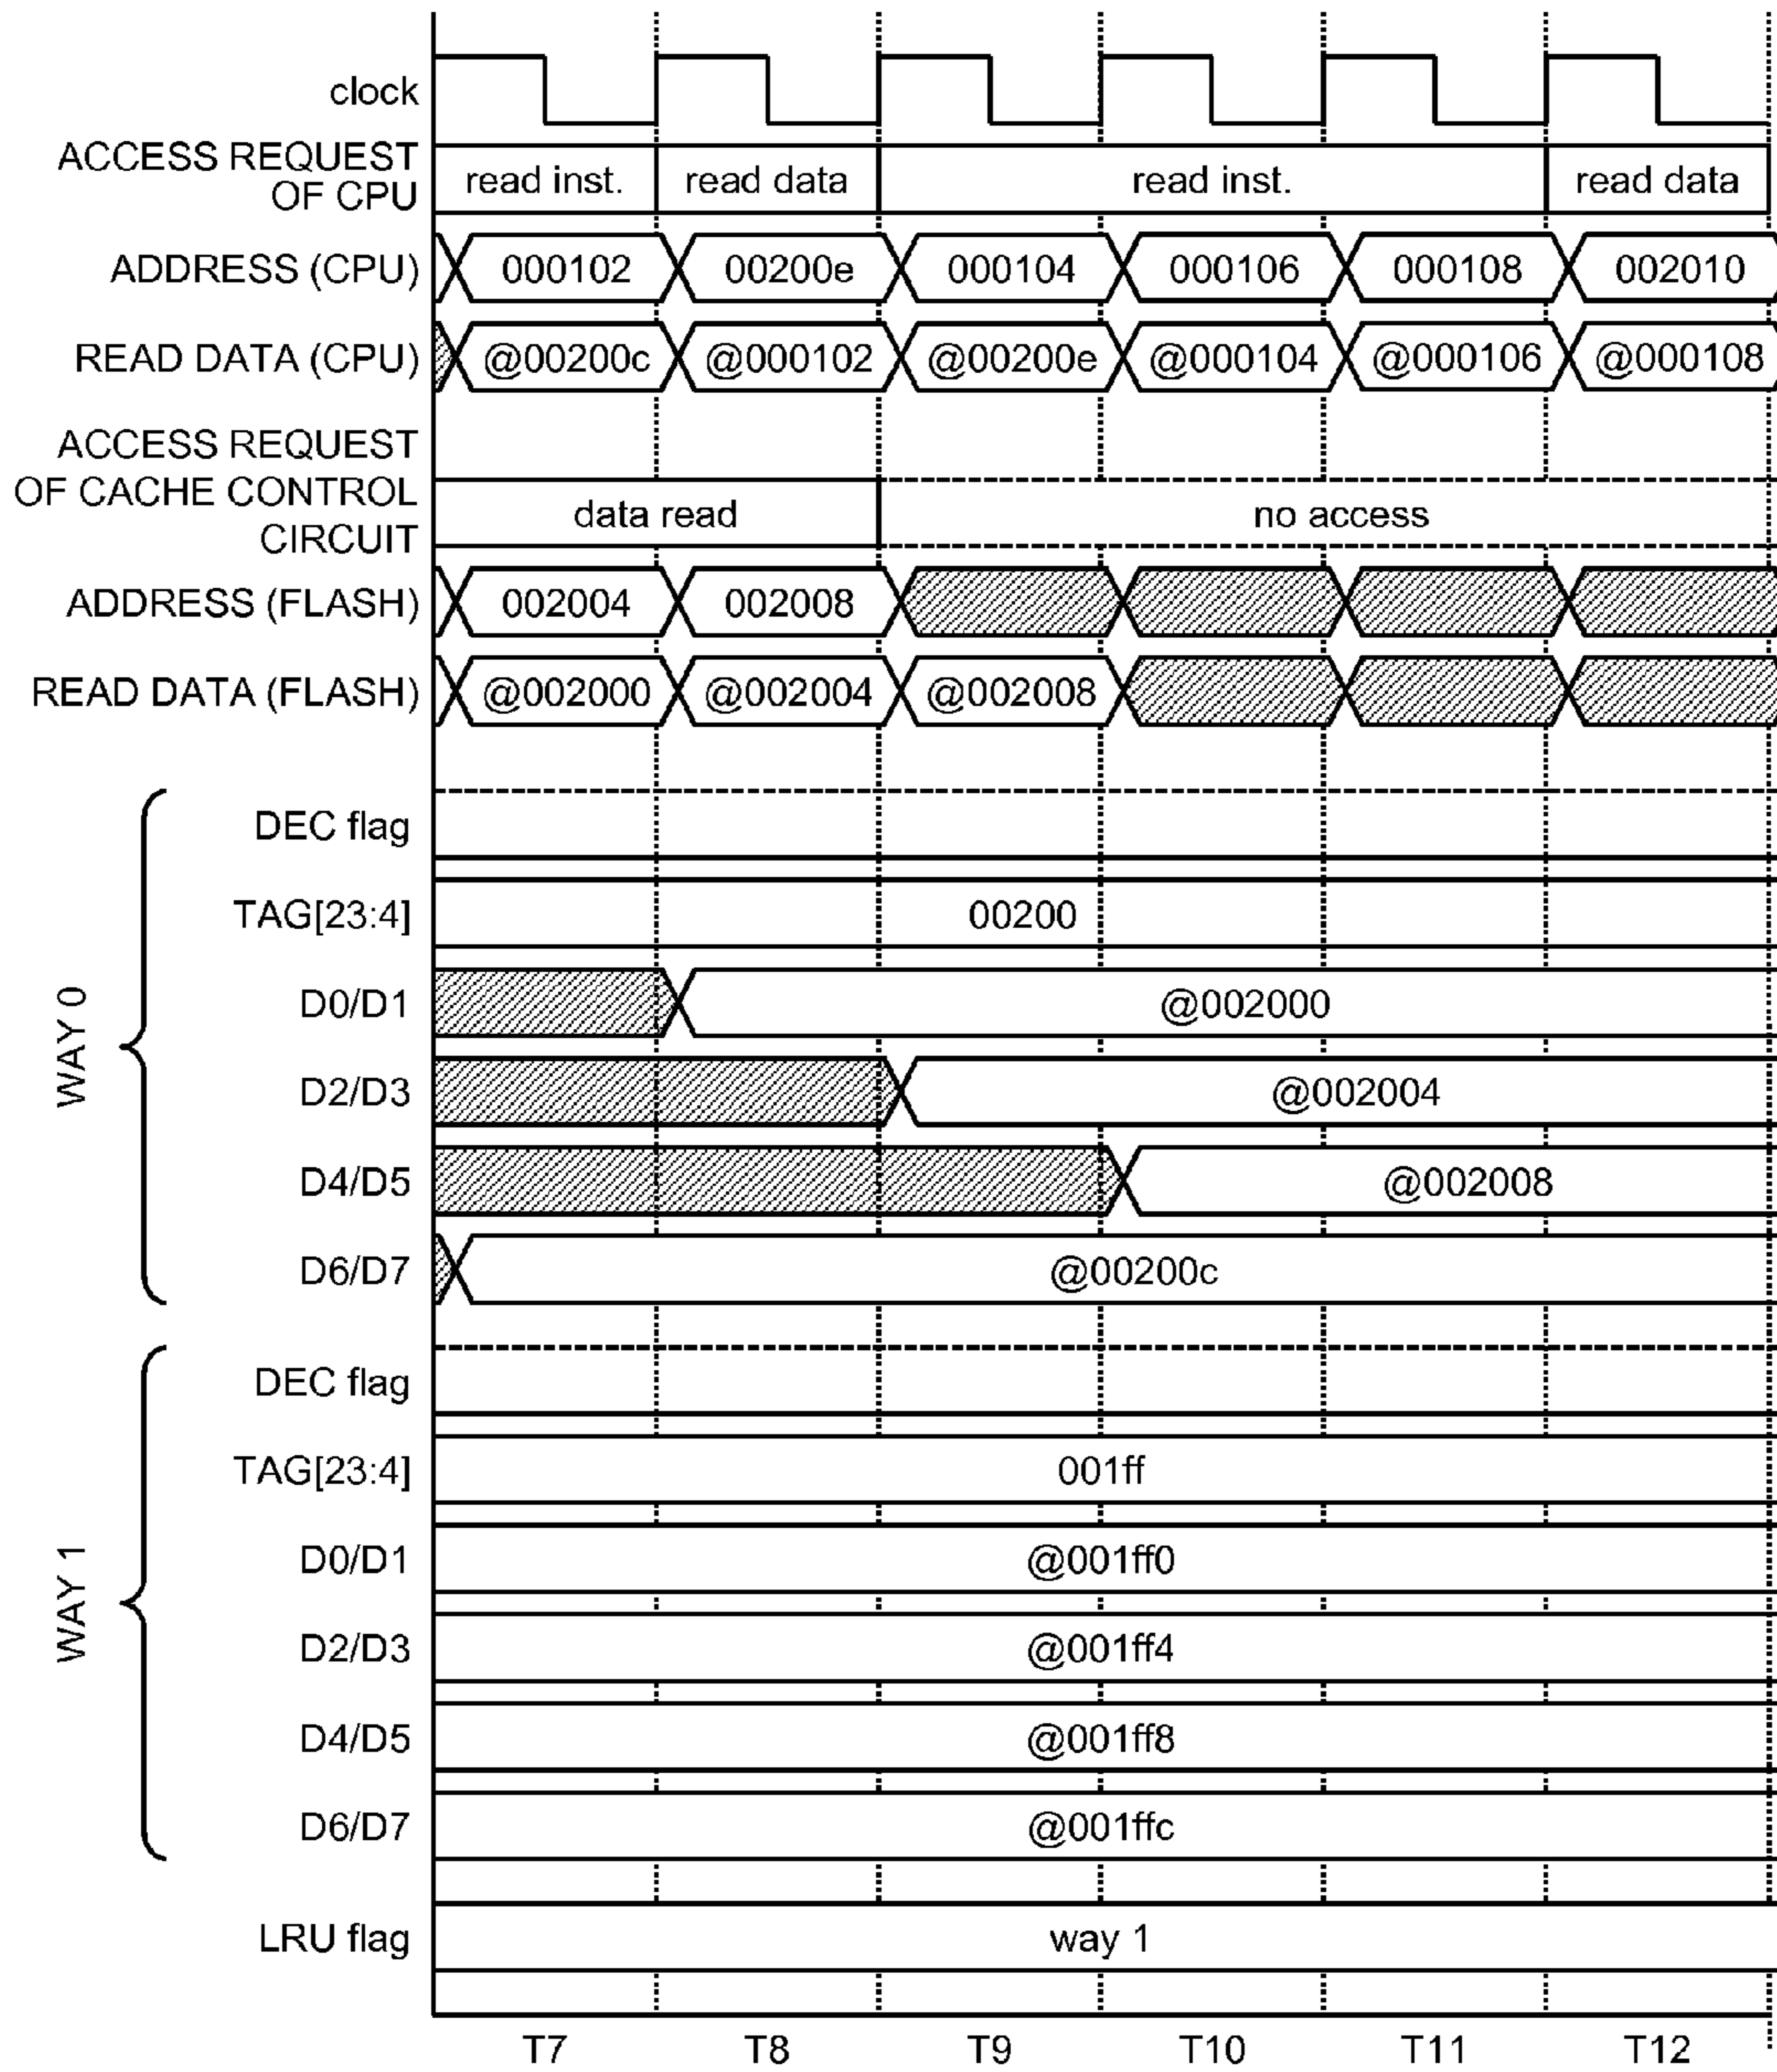 clock
ACCESS REQUEST
OF CPU
read inst.
read data
read inst.
read data
ADDRESS (CPU)
000102
00200e
000104
000106
000108
002010
READ DATA (CPU)
@00200c
@000102
@00200e
@000104
@000106
@000108
ACCESS REQUEST
OF CACHE CONTROL
CIRCUIT
data read
no access
ADDRESS (FLASH)
002004
002008
READ DATA (FLASH)
@002000
@002004
@002008
WAY 0
DEC flag
TAG[23:4]
00200
D0/D1
@002000
D2/D3
@002004
D4/D5
@002008
D6/D7
@00200c
WAY 1
DEC flag
TAG[23:4]
001ff
D0/D1
@001ff0
D2/D3
@001ff4
D4/D5
@001ff8
D6/D7
@001ffc
LRU flag
way 1
T7
T8
T9
T10
T11
T12